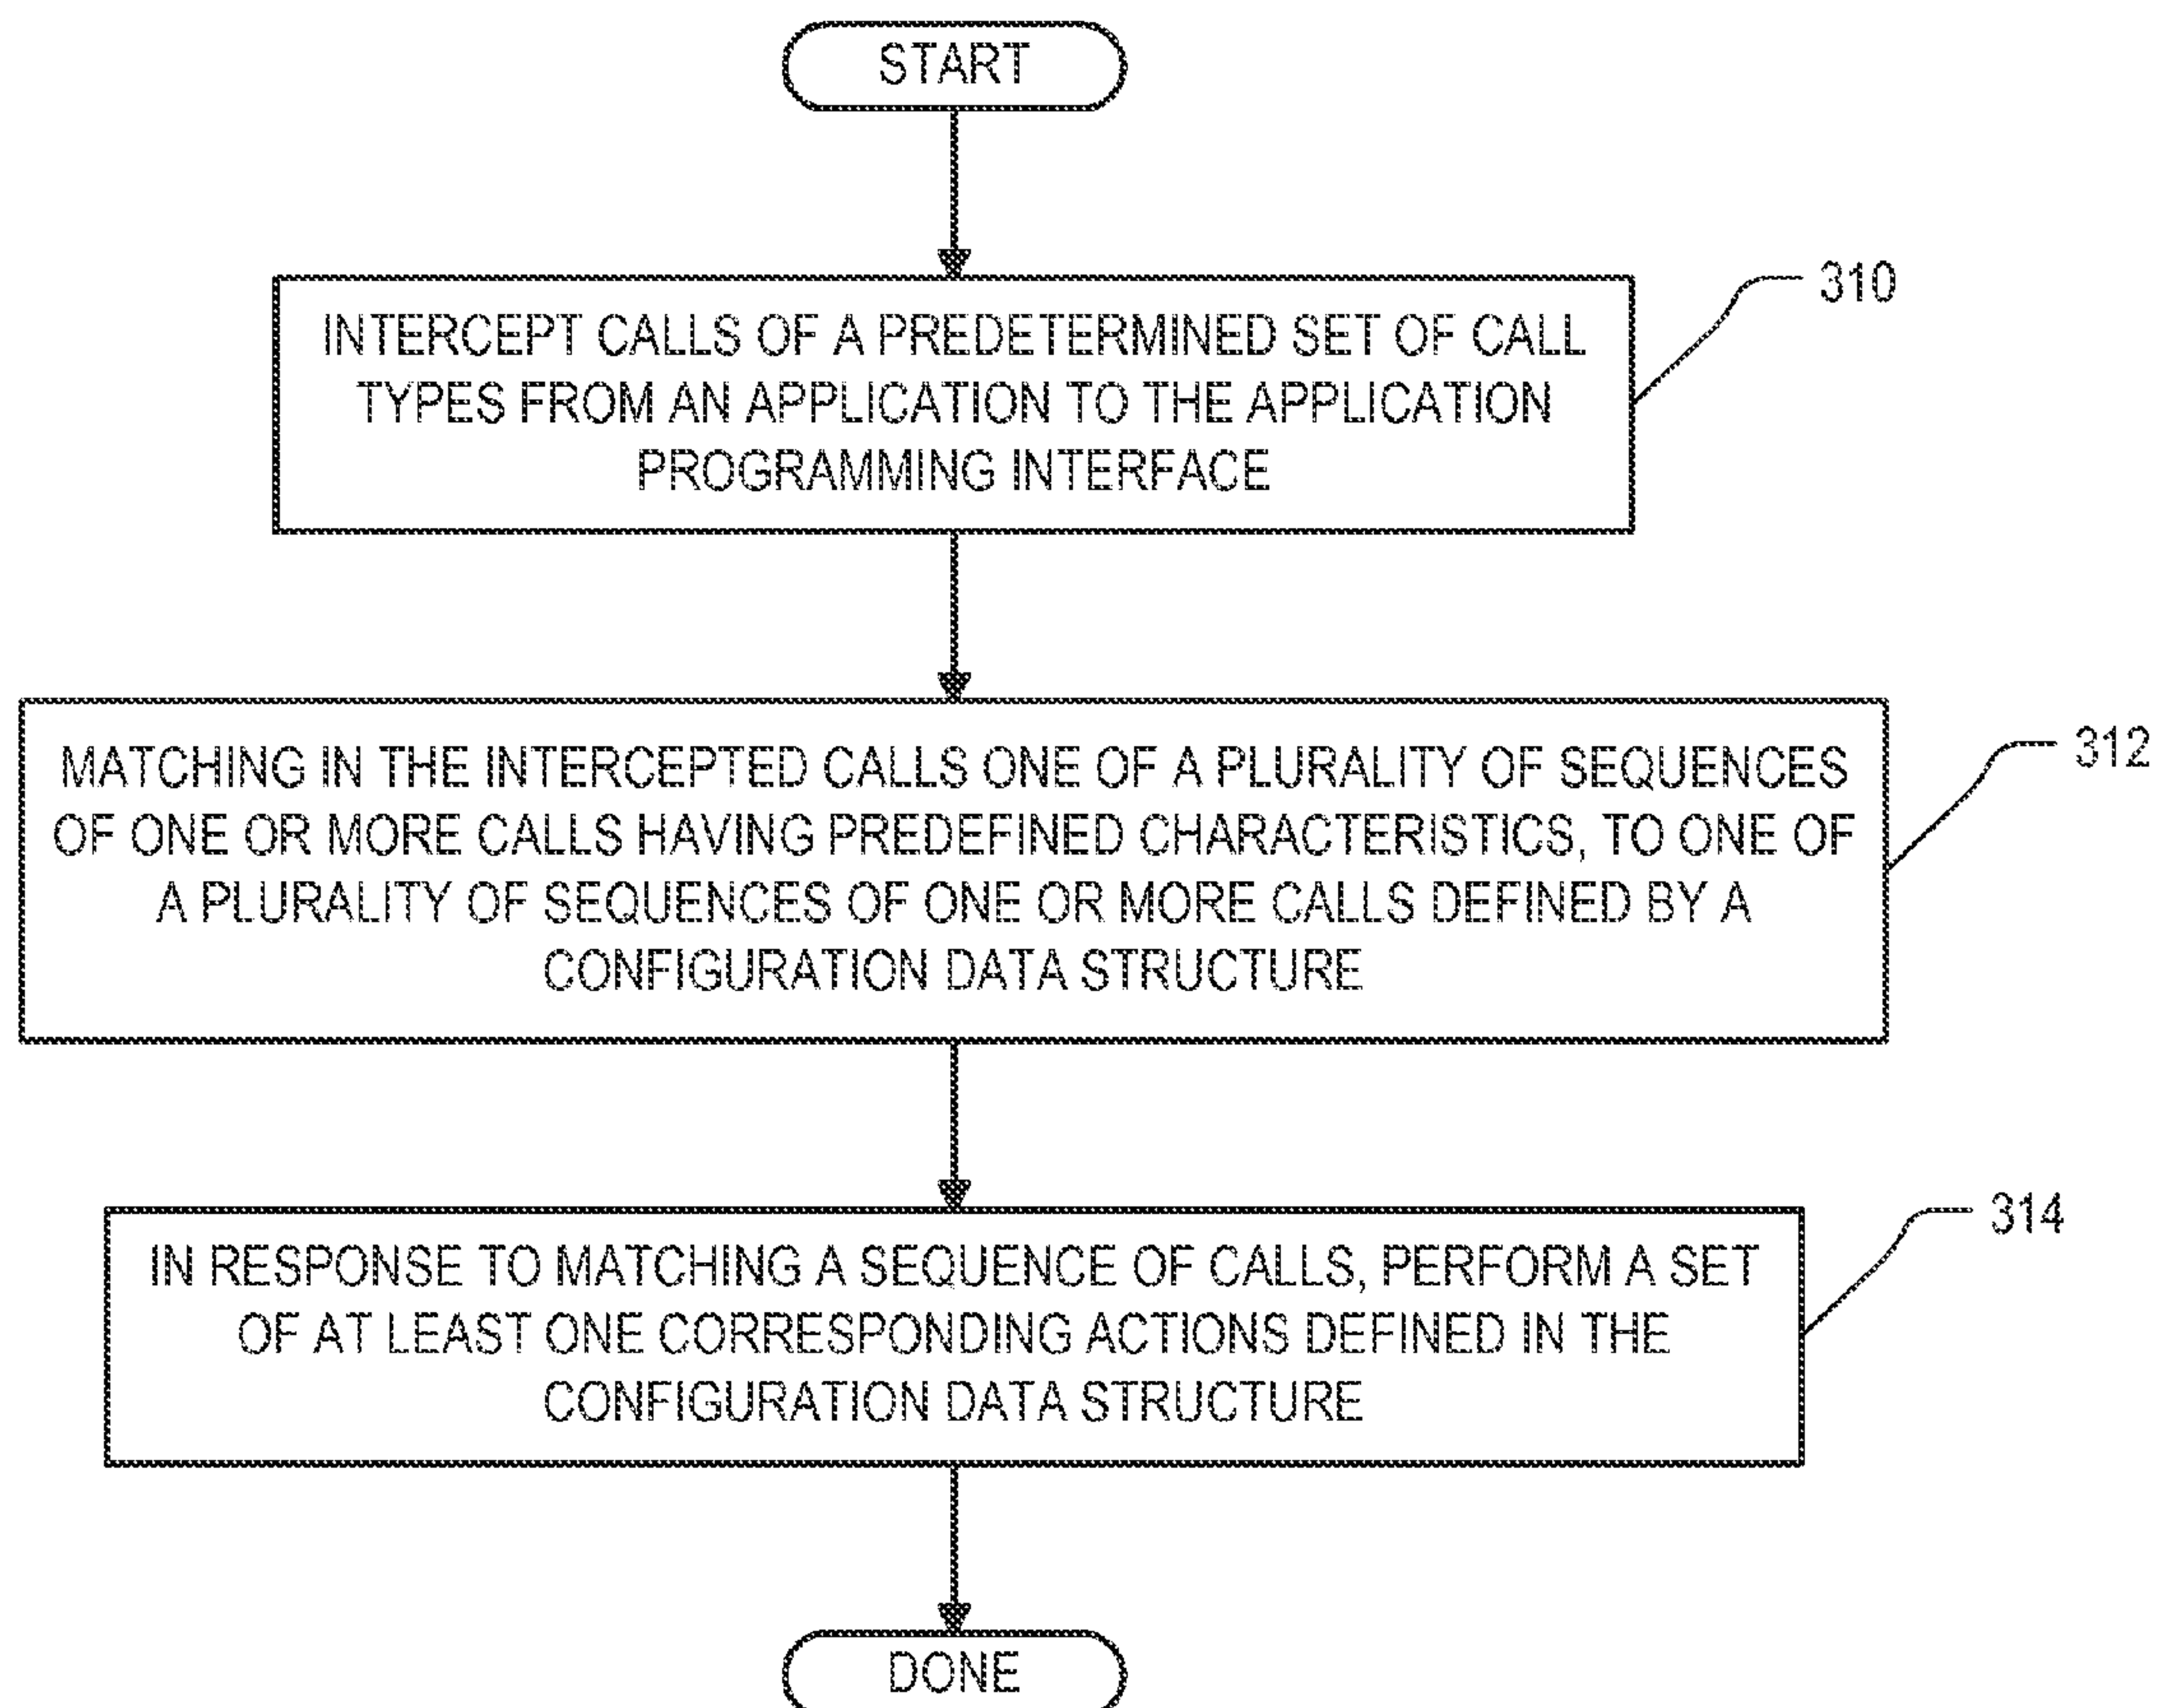 START
310
INTERCEPT CALLS OF A PREDETERMINED SET OF CALL
TYPES FROM AN APPLICATION TO THE APPLICATION
PROGRAMMING INTERFACE
312
MATCHING IN THE INTERCEPTED CALLS ONE OF A PLURALITY OF SEQUENCES
OF ONE OR MORE CALLS HAVING PREDEFINED CHARACTERISTICS, TO ONE OF
A PLURALITY OF SEQUENCES OF ONE OR MORE CALLS DEFINED BY A
CONFIGURATION DATA STRUCTURE
314
IN RESPONSE TO MATCHING A SEQUENCE OF CALLS, PERFORM A SET
OF AT LEAST ONE CORRESPONDING ACTIONS DEFINED IN THE
CONFIGURATION DATA STRUCTURE
DONE